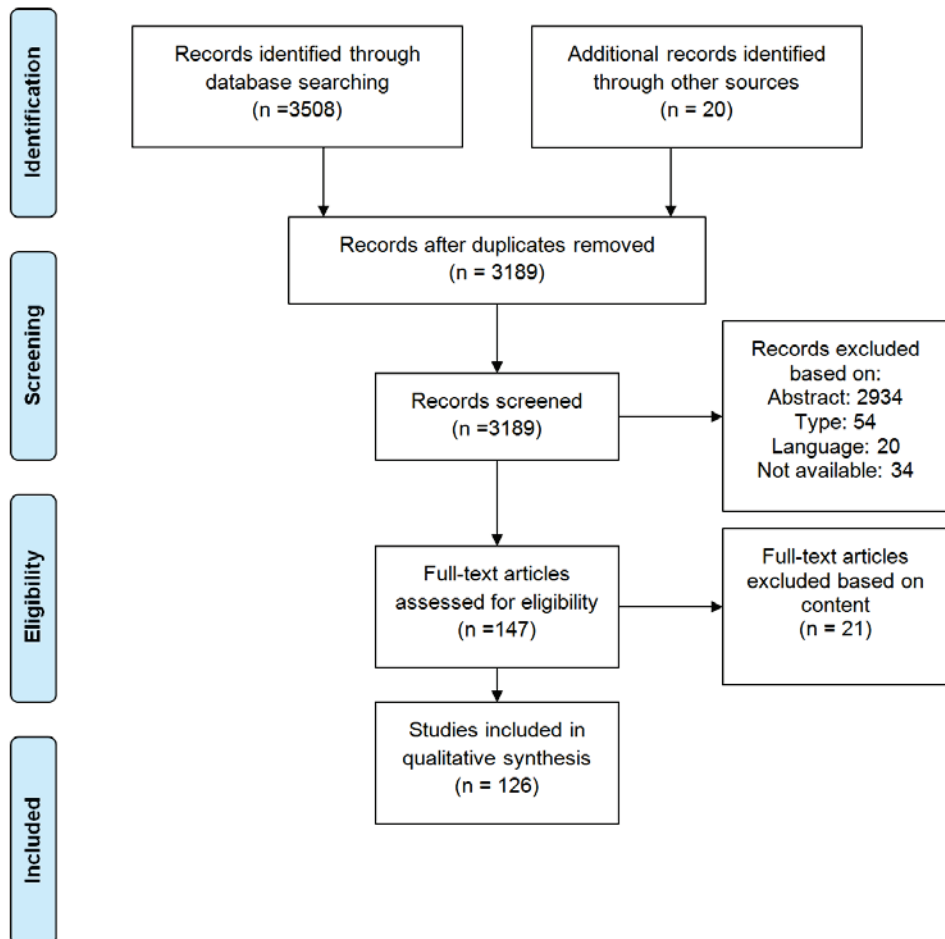 Identification
Records identified through
database searching
(n =3508)
Additional records identified
through other sources
(n = 20)
Records after duplicates removed
(n = 3189)
Screening
Records screened
(n =3189)
Records excluded
based on:
Abstract: 2934
Type: 54
Language: 20
Not available: 34
Eligibility
Full-text articles
assessed for eligibility
(n =147)
Full-text articles
excluded based on
content
(n = 21)
Included
Studies included in
qualitative synthesis
(n = 126)